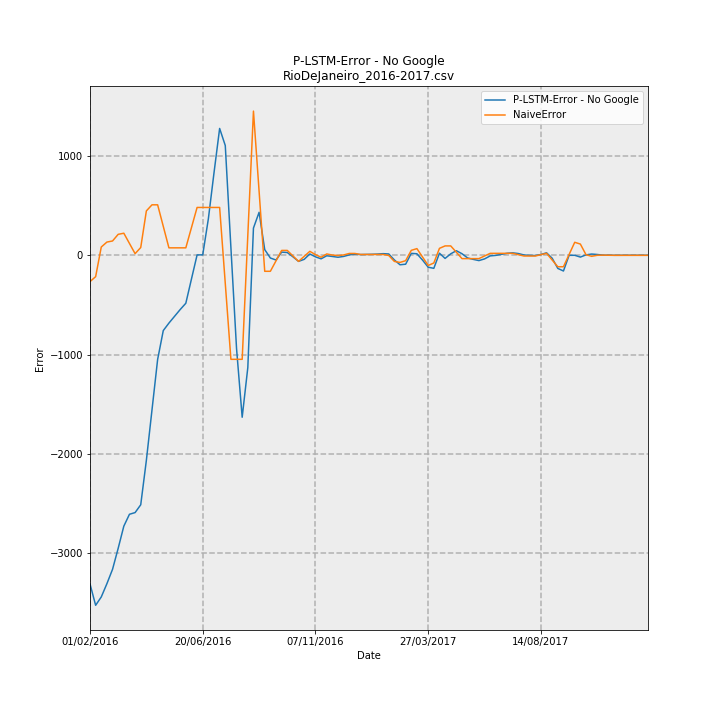 P-LSTM-Error - No Google
RioDeJaneiro_2016-2017.csv
P-LSTM-Error - No Google
NaiveError
1000
0
−1000
−2000
−3000
Error
01/02/2016
20/06/2016
07/11/2016
27/03/2017
14/08/2017
Date